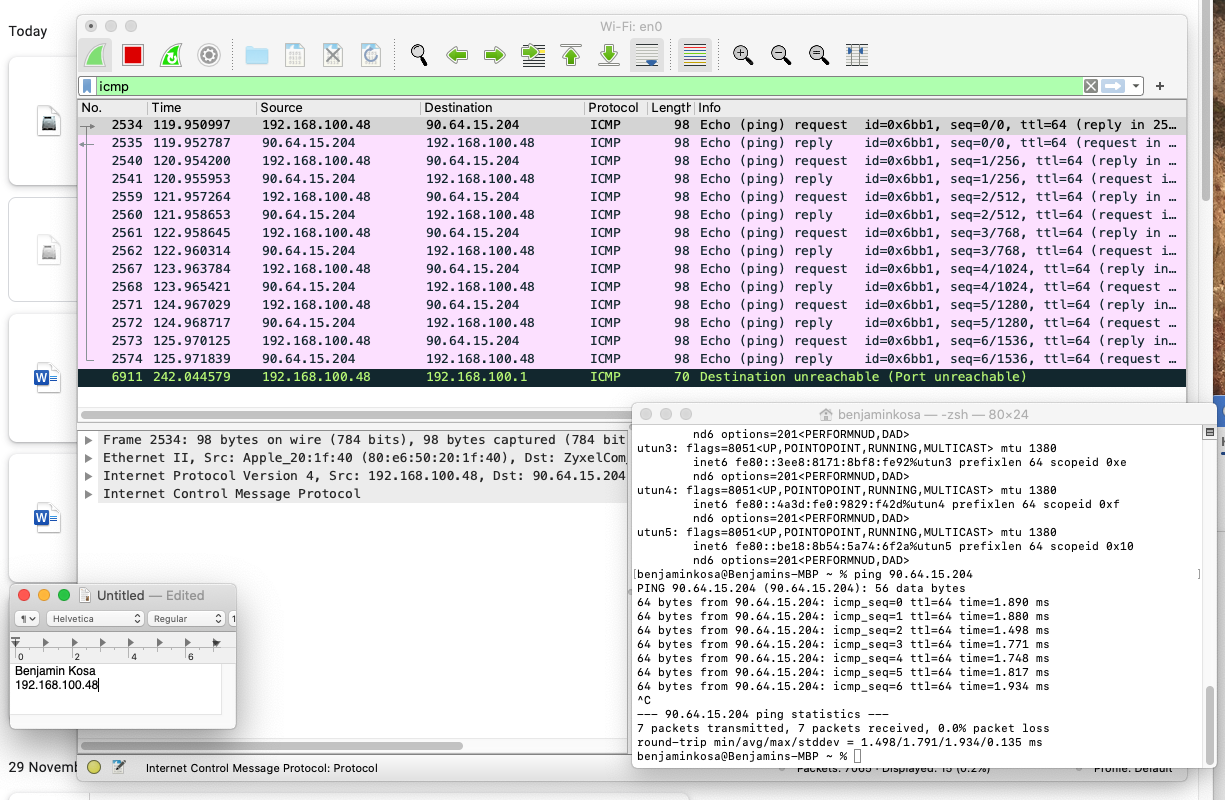 Today
Wi-Fi: en0
icmp
No. Time Source Destination Protocol Length Info
2534 119.950997 192.168.100.48 90.64.15.204 ICMP 98 Echo (ping) request id=0x6bb1, seq=0/0, ttl=64 (reply in 25…
2535 119.952787 90.64.15.204 192.168.100.48 ICMP 98 Echo (ping) reply id=0x6bb1, seq=0/0, ttl=64 (request in …
2540 120.954200 192.168.100.48 90.64.15.204 ICMP 98 Echo (ping) request id=0x6bb1, seq=1/256, ttl=64 (reply in …
2541 120.955953 90.64.15.204 192.168.100.48 ICMP 98 Echo (ping) reply id=0x6bb1, seq=1/256, ttl=64 (request i…
2559 121.957264 192.168.100.48 90.64.15.204 ICMP 98 Echo (ping) request id=0x6bb1, seq=2/512, ttl=64 (reply in …
2560 121.958653 90.64.15.204 192.168.100.48 ICMP 98 Echo (ping) reply id=0x6bb1, seq=2/512, ttl=64 (request i…
2561 122.958645 192.168.100.48 90.64.15.204 ICMP 98 Echo (ping) request id=0x6bb1, seq=3/768, ttl=64 (reply in …
2562 122.960314 90.64.15.204 192.168.100.48 ICMP 98 Echo (ping) reply id=0x6bb1, seq=3/768, ttl=64 (request i…
2567 123.963784 192.168.100.48 90.64.15.204 ICMP 98 Echo (ping) request id=0x6bb1, seq=4/1024, ttl=64 (reply in…
2568 123.965421 90.64.15.204 192.168.100.48 ICMP 98 Echo (ping) reply id=0x6bb1, seq=4/1024, ttl=64 (request …
2571 124.967029 192.168.100.48 90.64.15.204 ICMP 98 Echo (ping) request id=0x6bb1, seq=5/1280, ttl=64 (reply in…
2572 124.968717 90.64.15.204 192.168.100.48 ICMP 98 Echo (ping) reply id=0x6bb1, seq=5/1280, ttl=64 (request …
2573 125.970125 192.168.100.48 90.64.15.204 ICMP 98 Echo (ping) request id=0x6bb1, seq=6/1536, ttl=64 (reply in…
2574 125.971839 90.64.15.204 192.168.100.48 ICMP 98 Echo (ping) reply id=0x6bb1, seq=6/1536, ttl=64 (request …
6911 242.044579 192.168.100.48 192.168.100.1 ICMP 70 Destination unreachable (Port unreachable)
Frame 2534: 98 bytes on wire (784 bits), 98 bytes captured (784 bit
Ethernet II, Src: Apple_20:1f:40 (80:e6:50:20:1f:40), Dst: ZyxelCom_
Internet Protocol Version 4, Src: 192.168.100.48, Dst: 90.64.15.204
Internet Control Message Protocol
benjaminkosa — -zsh — 80×24
nd6 options=201<PERFORMNUD,DAD>
utun3: flags=8051<UP,POINTOPOINT,RUNNING,MULTICAST> mtu 1380
inet6 fe80::3ee8:8171:8bf8:fe92%utun3 prefixlen 64 scopeid 0xe
nd6 options=201<PERFORMNUD,DAD>
utun4: flags=8051<UP,POINTOPOINT,RUNNING,MULTICAST> mtu 1380
inet6 fe80::4a3d:fe0:9829:f42d%utun4 prefixlen 64 scopeid 0xf
nd6 options=201<PERFORMNUD,DAD>
utun5: flags=8051<UP,POINTOPOINT,RUNNING,MULTICAST> mtu 1380
inet6 fe80::be18:8b54:5a74:6f2a%utun5 prefixlen 64 scopeid 0x10
nd6 options=201<PERFORMNUD,DAD>
[benjaminkosa@Benjamins-MBP ~ % ping 90.64.15.204 ]
PING 90.64.15.204 (90.64.15.204): 56 data bytes
64 bytes from 90.64.15.204: icmp_seq=0 ttl=64 time=1.890 ms
64 bytes from 90.64.15.204: icmp_seq=1 ttl=64 time=1.880 ms
64 bytes from 90.64.15.204: icmp_seq=2 ttl=64 time=1.498 ms
64 bytes from 90.64.15.204: icmp_seq=3 ttl=64 time=1.771 ms
64 bytes from 90.64.15.204: icmp_seq=4 ttl=64 time=1.748 ms
64 bytes from 90.64.15.204: icmp_seq=5 ttl=64 time=1.817 ms
64 bytes from 90.64.15.204: icmp_seq=6 ttl=64 time=1.934 ms
^C
--- 90.64.15.204 ping statistics ---
7 packets transmitted, 7 packets received, 0.0% packet loss
round-trip min/avg/max/stddev = 1.498/1.791/1.934/0.135 ms
benjaminkosa@Benjamins-MBP ~ %
Untitled — Edited
¶ Helvetica Regular 1
0 2 4 6
Benjamin Kosa
192.168.100.48
29 Novemb
Internet Control Message Protocol: Protocol
Packets: 7065 · Displayed: 15 (0.2%) Profile: Default